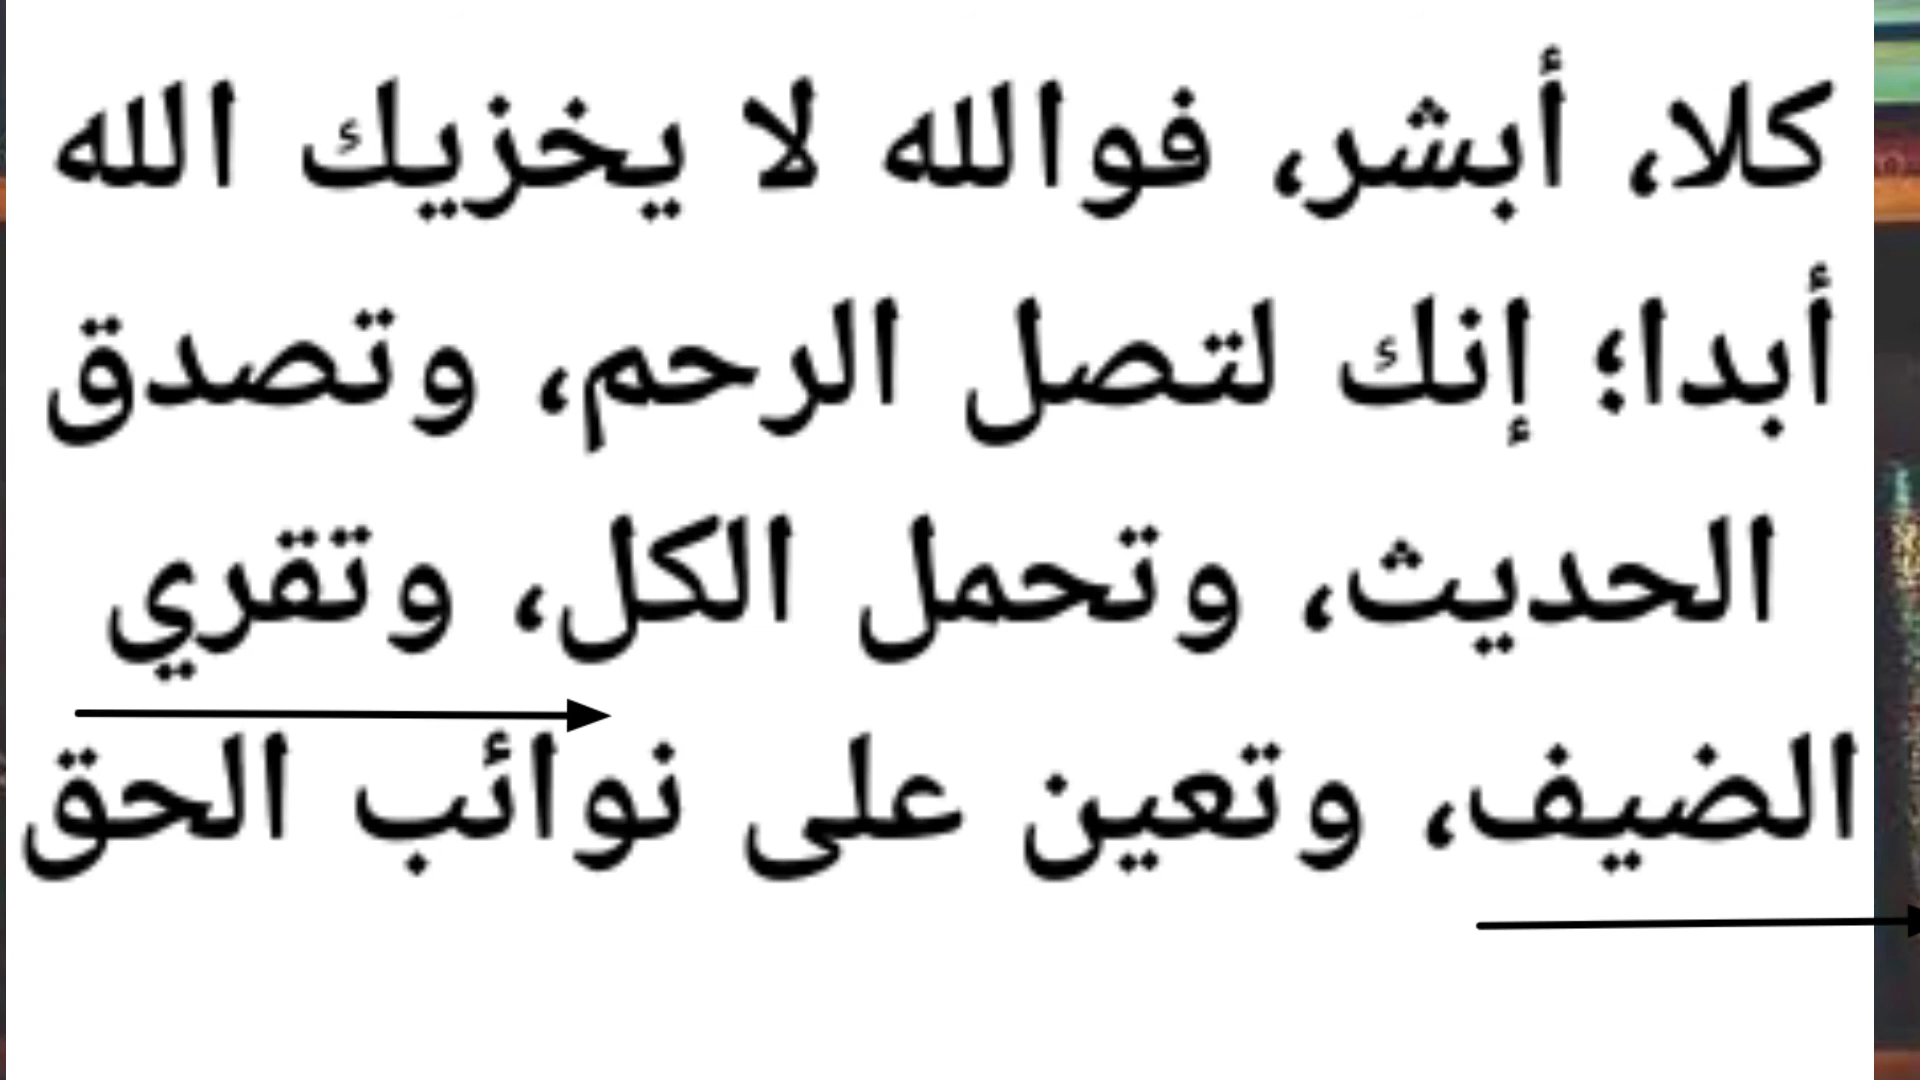 كلا، أبشر، فوالله لا يخزيك الله
أبدا؛ إنك لتصل الرحم، وتصدق
الحديث، وتحمل الكل، وتقري
الضيف، وتعين على نوائب الحق